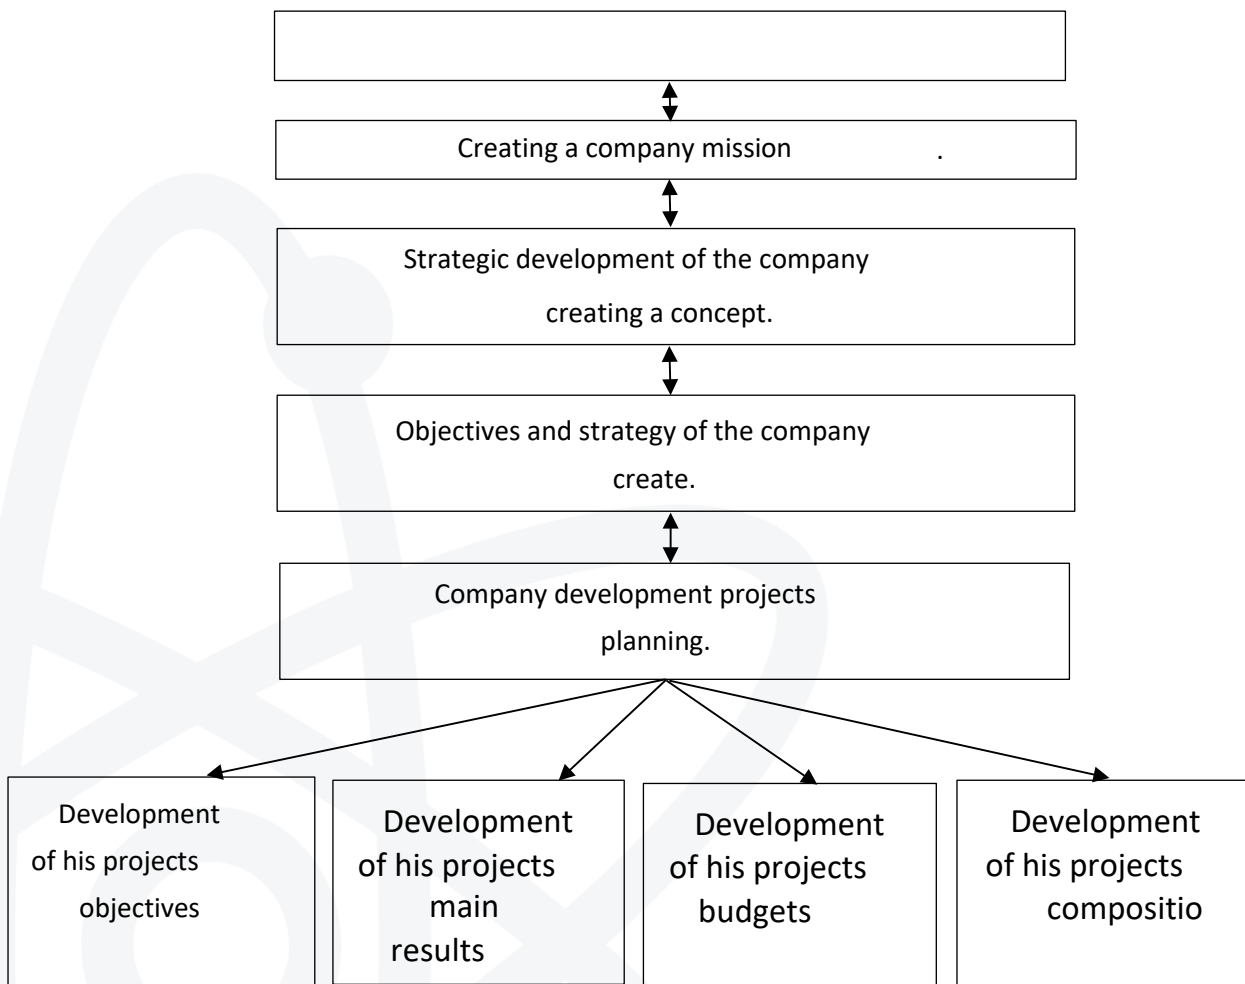 Creating a company mission .
Strategic development of the company
creating a concept.
Objectives and strategy of the company
create.
Company development projects
planning.
Development
of his projects
objectives
Development
of his projects
main
results
Development
of his projects
budgets
Development
of his projects
compositio